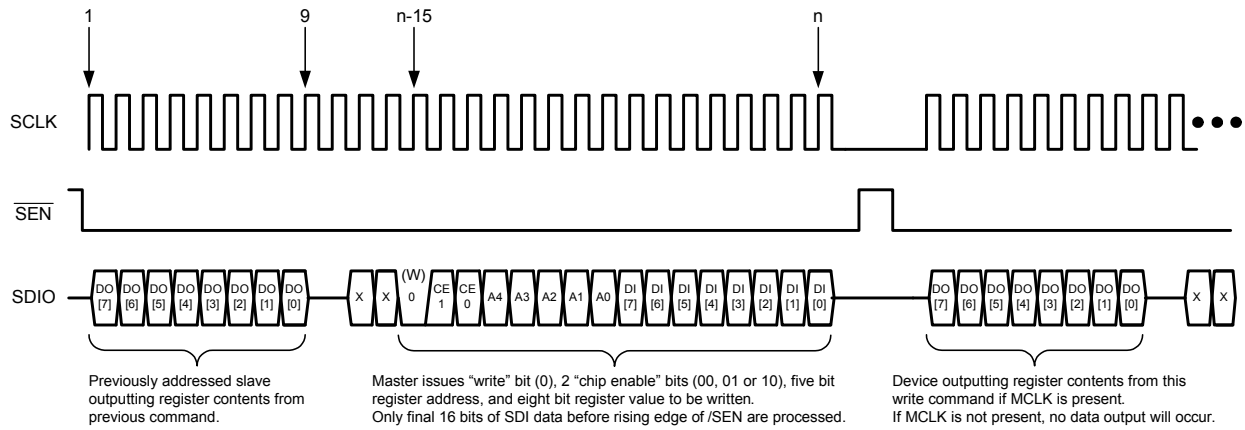 1 9 n-15 n
SCLK
SEN
(W)
SDIO DO [7] DO [6] DO [5] DO [4] DO [3] DO [2] DO [1] DO [0] X X 0 CE 1 CE 0 A4 A3 A2 A1 A0 DI [7] DI [6] DI [5] DI [4] DI [3] DI [2] DI [1] DI [0] DO [7] DO [6] DO [5] DO [4] DO [3] DO [2] DO [1] DO [0] X X
Previously addressed slave
outputting register contents from
previous command.
Master issues “write” bit (0), 2 “chip enable” bits (00, 01 or 10), five bit
register address, and eight bit register value to be written.
Only final 16 bits of SDI data before rising edge of /SEN are processed.
Device outputting register contents from this
write command if MCLK is present.
If MCLK is not present, no data output will occur.